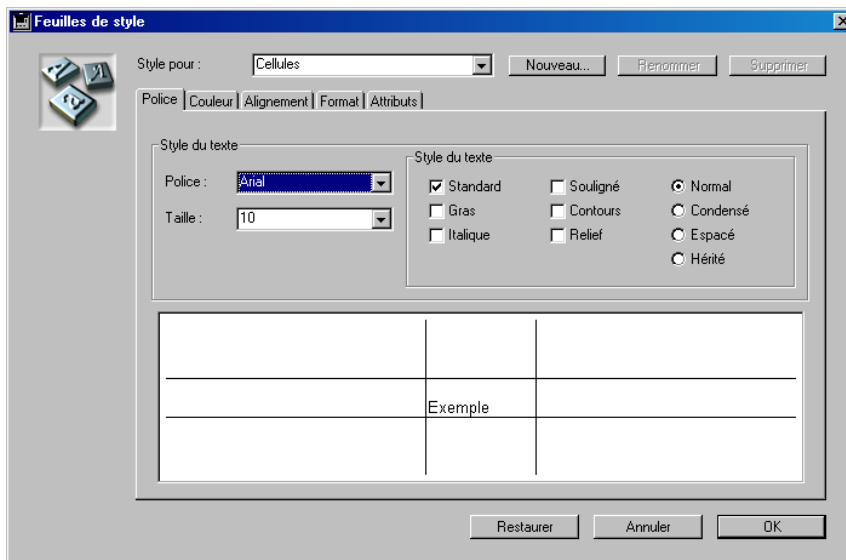 Feuilles de style
Style pour : Cellules Nouveau... Renommer Supprimer
Police Couleur Alignement Format Attributs
Style du texte
Police : Arial
Taille : 10
Style du texte
Standard Souligné Normal
Gras Contours Condensé
Italique Relief Espacé
Hérité
Exemple
Restaurer Annuler OK